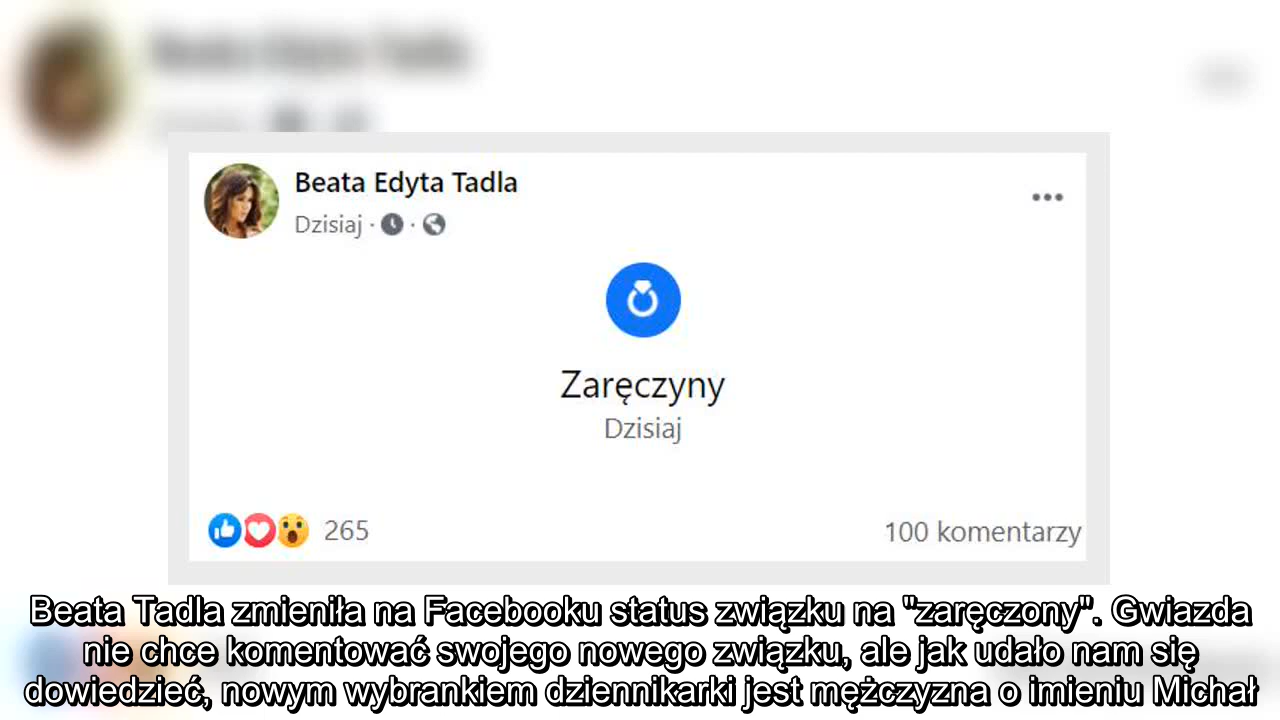 Beata Edyta Tadla
Dzisiaj · ·
Zaręczyny
Dzisiaj
265
100 komentarzy
Beata Tadla zmieniła na Facebooku status związku na "zaręczony". Gwiazda
nie chce komentować swojego nowego związku, ale jak udało nam się
dowiedzieć, nowym wybrankiem dziennikarki jest mężczyzna o imieniu Michał